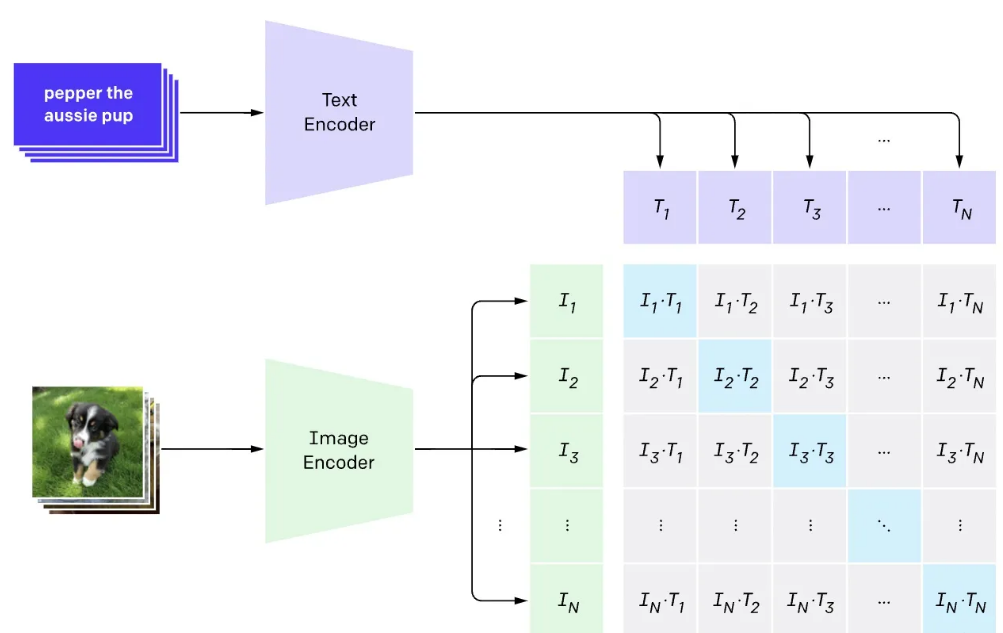 pepper the
aussie pup
Text
Encoder
...
T1 T2 T3 ... TN
I1 I1·T1 I1·T2 I1·T3 ... I1·TN
I2 I2·T1 I2·T2 I2·T3 ... I2·TN
Image
Encoder
I3 I3·T1 I3·T2 I3·T3 ... I3·TN
⋮ ⋮ ⋮ ⋮ ⋮ ⋱ ⋮
IN IN·T1 IN·T2 IN·T3 ... IN·TN